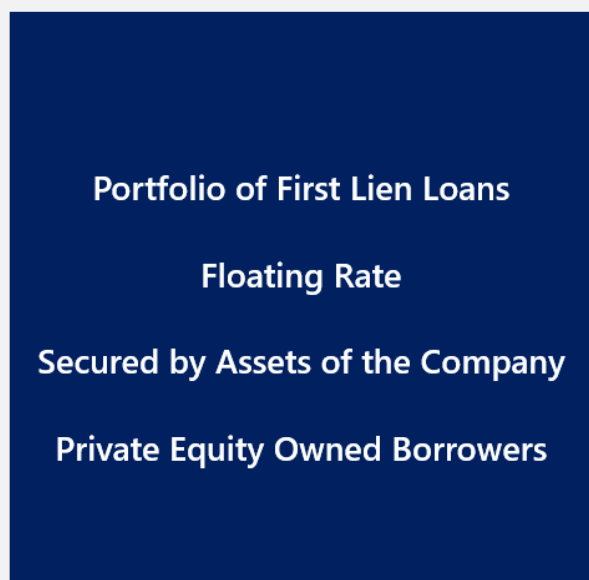 Portfolio of First Lien Loans
Floating Rate
Secured by Assets of the Company
Private Equity Owned Borrowers